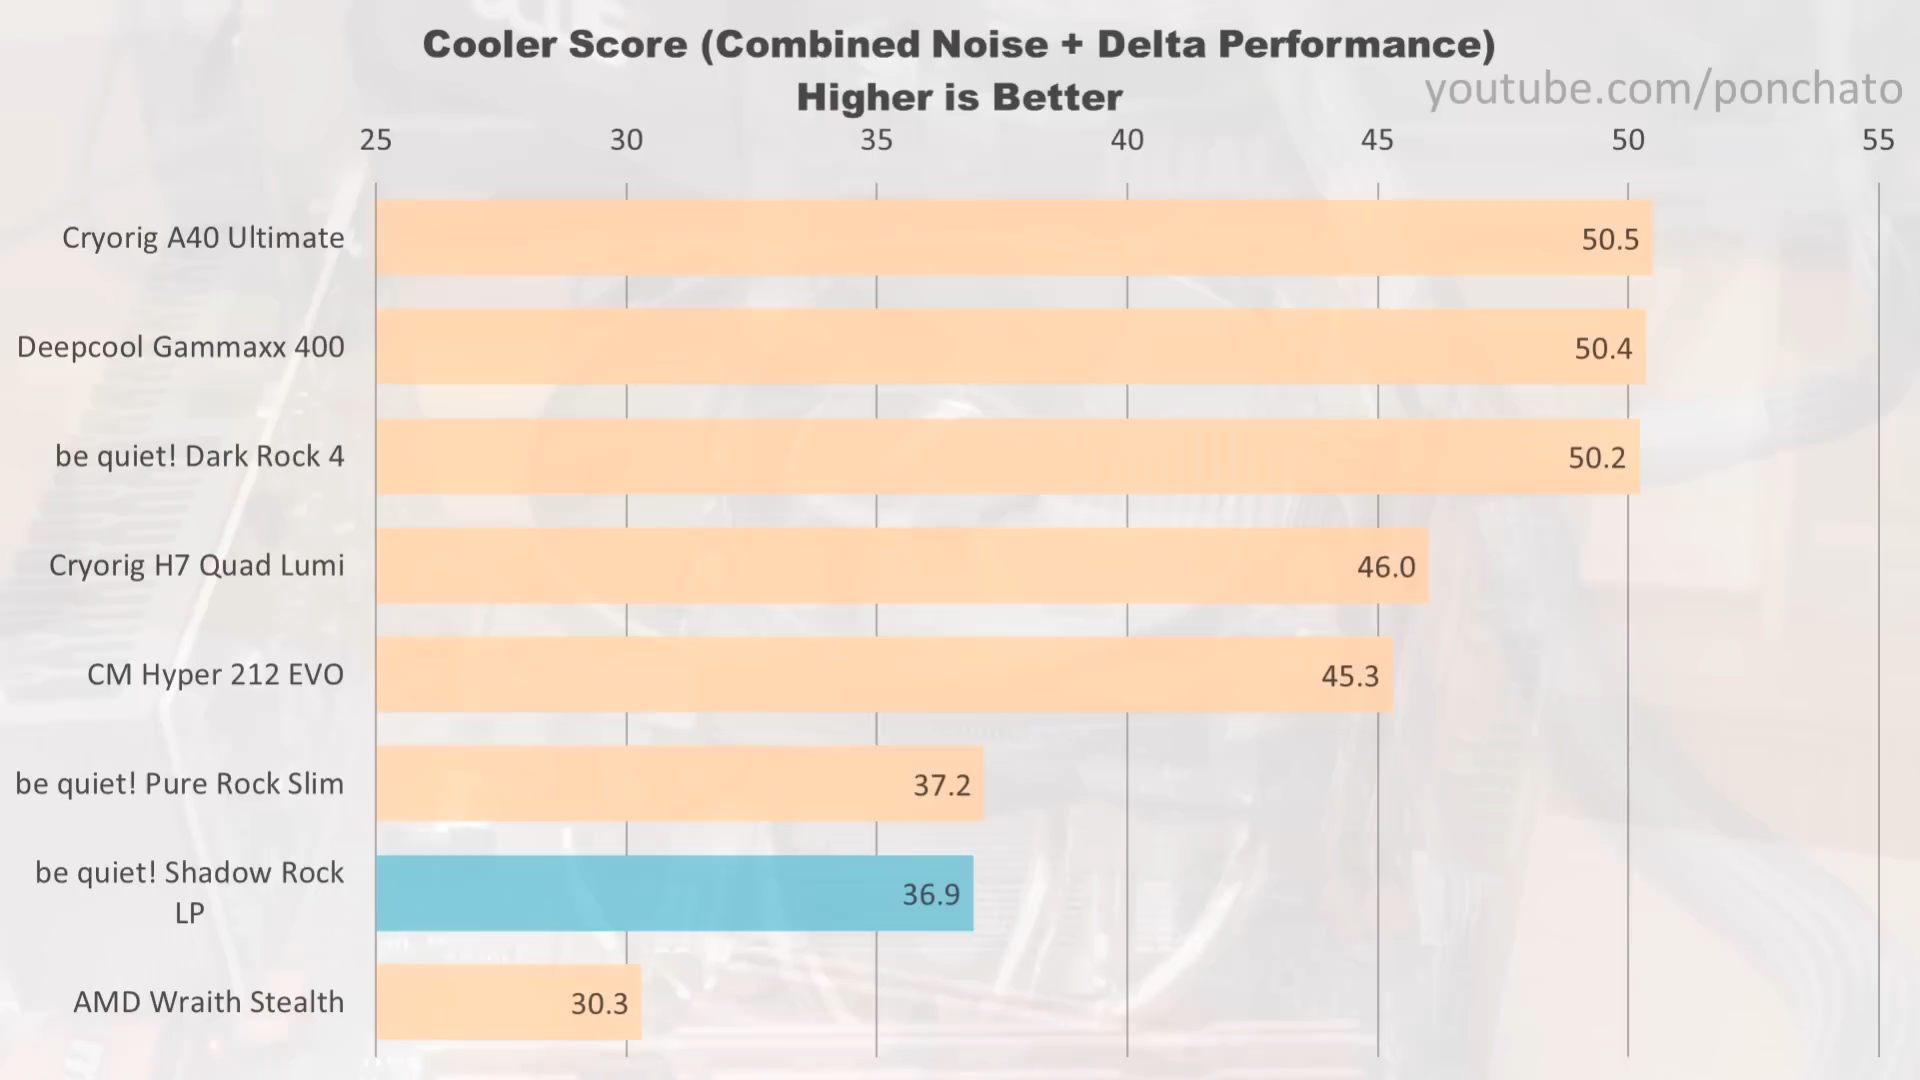 Cooler Score (Combined Noise + Delta Performance)
Higher is Better
youtube.com/ponchato
25 30 35 40 45 50 55
Cryorig A40 Ultimate 50.5
Deepcool Gammaxx 400 50.4
be quiet! Dark Rock 4 50.2
Cryorig H7 Quad Lumi 46.0
CM Hyper 212 EVO 45.3
be quiet! Pure Rock Slim 37.2
be quiet! Shadow Rock
LP
36.9
AMD Wraith Stealth 30.3